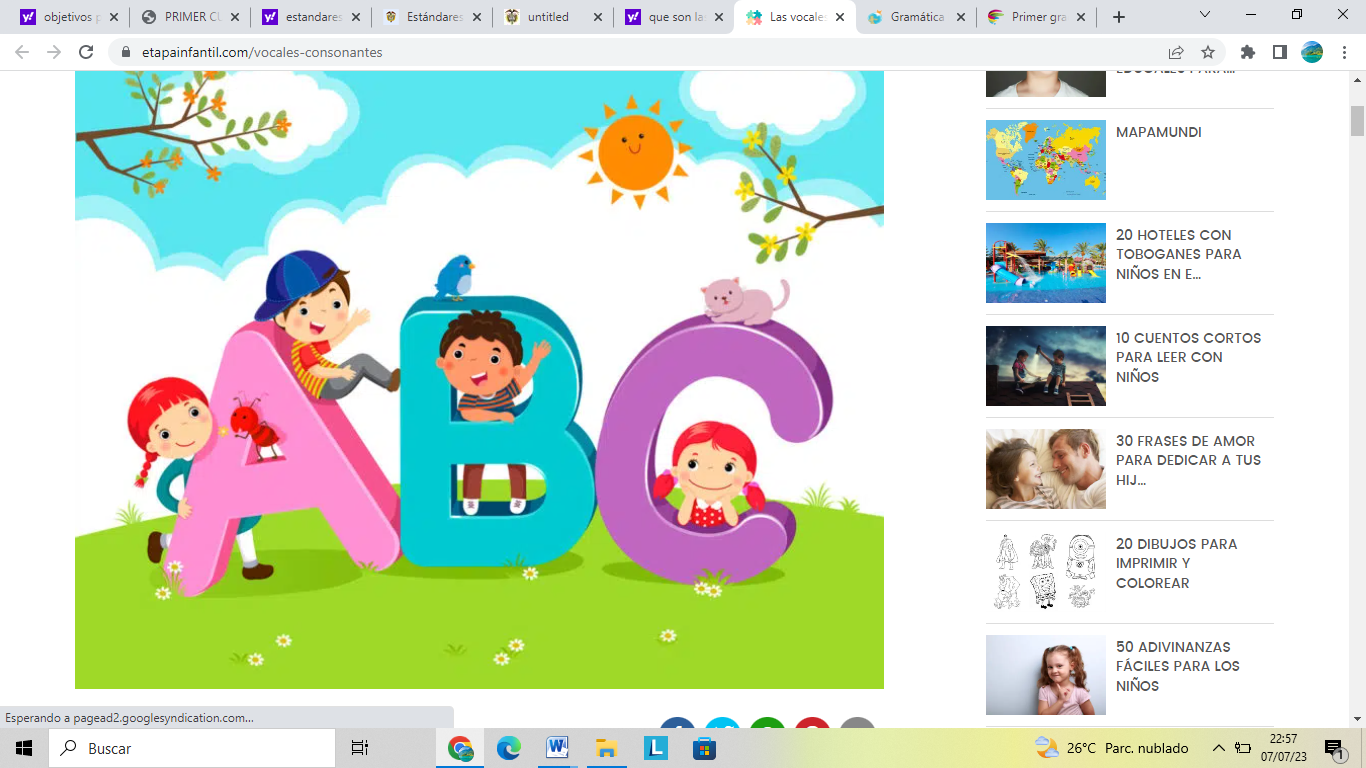 objetivos p
PRIMER CU
estandares
Estándares
untitled
que son las
Las vocales
Gramática
Primer gra
etapainfantil.com/vocales-consonantes
A B C
MAPAMUNDI
20 HOTELES CON
TOBOGANES PARA
NIÑOS EN E...
10 CUENTOS CORTOS
PARA LEER CON
NIÑOS
30 FRASES DE AMOR
PARA DEDICAR A TUS
HIJ...
20 DIBUJOS PARA
IMPRIMIR Y
COLOREAR
50 ADIVINANZAS
FÁCILES PARA LOS
NIÑOS
Esperando a pagead2.googlesyndication.com...
Buscar
26°C Parc. nublado
22:57
07/07/23
1